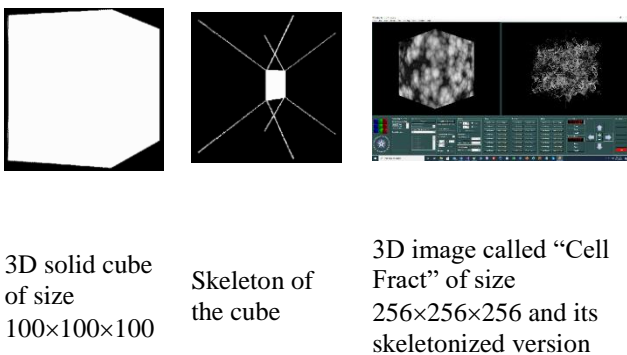 3D solid cube
of size
100×100×100
Skeleton of
the cube
3D image called “Cell
Fract” of size
256×256×256 and its
skeletonized version